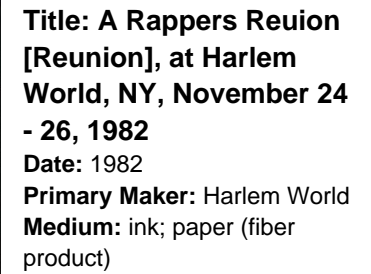 Title: A Rappers Reuion
[Reunion], at Harlem
World, NY, November 24
- 26, 1982
Date: 1982
Primary Maker: Harlem World
Medium: ink; paper (fiber
product)